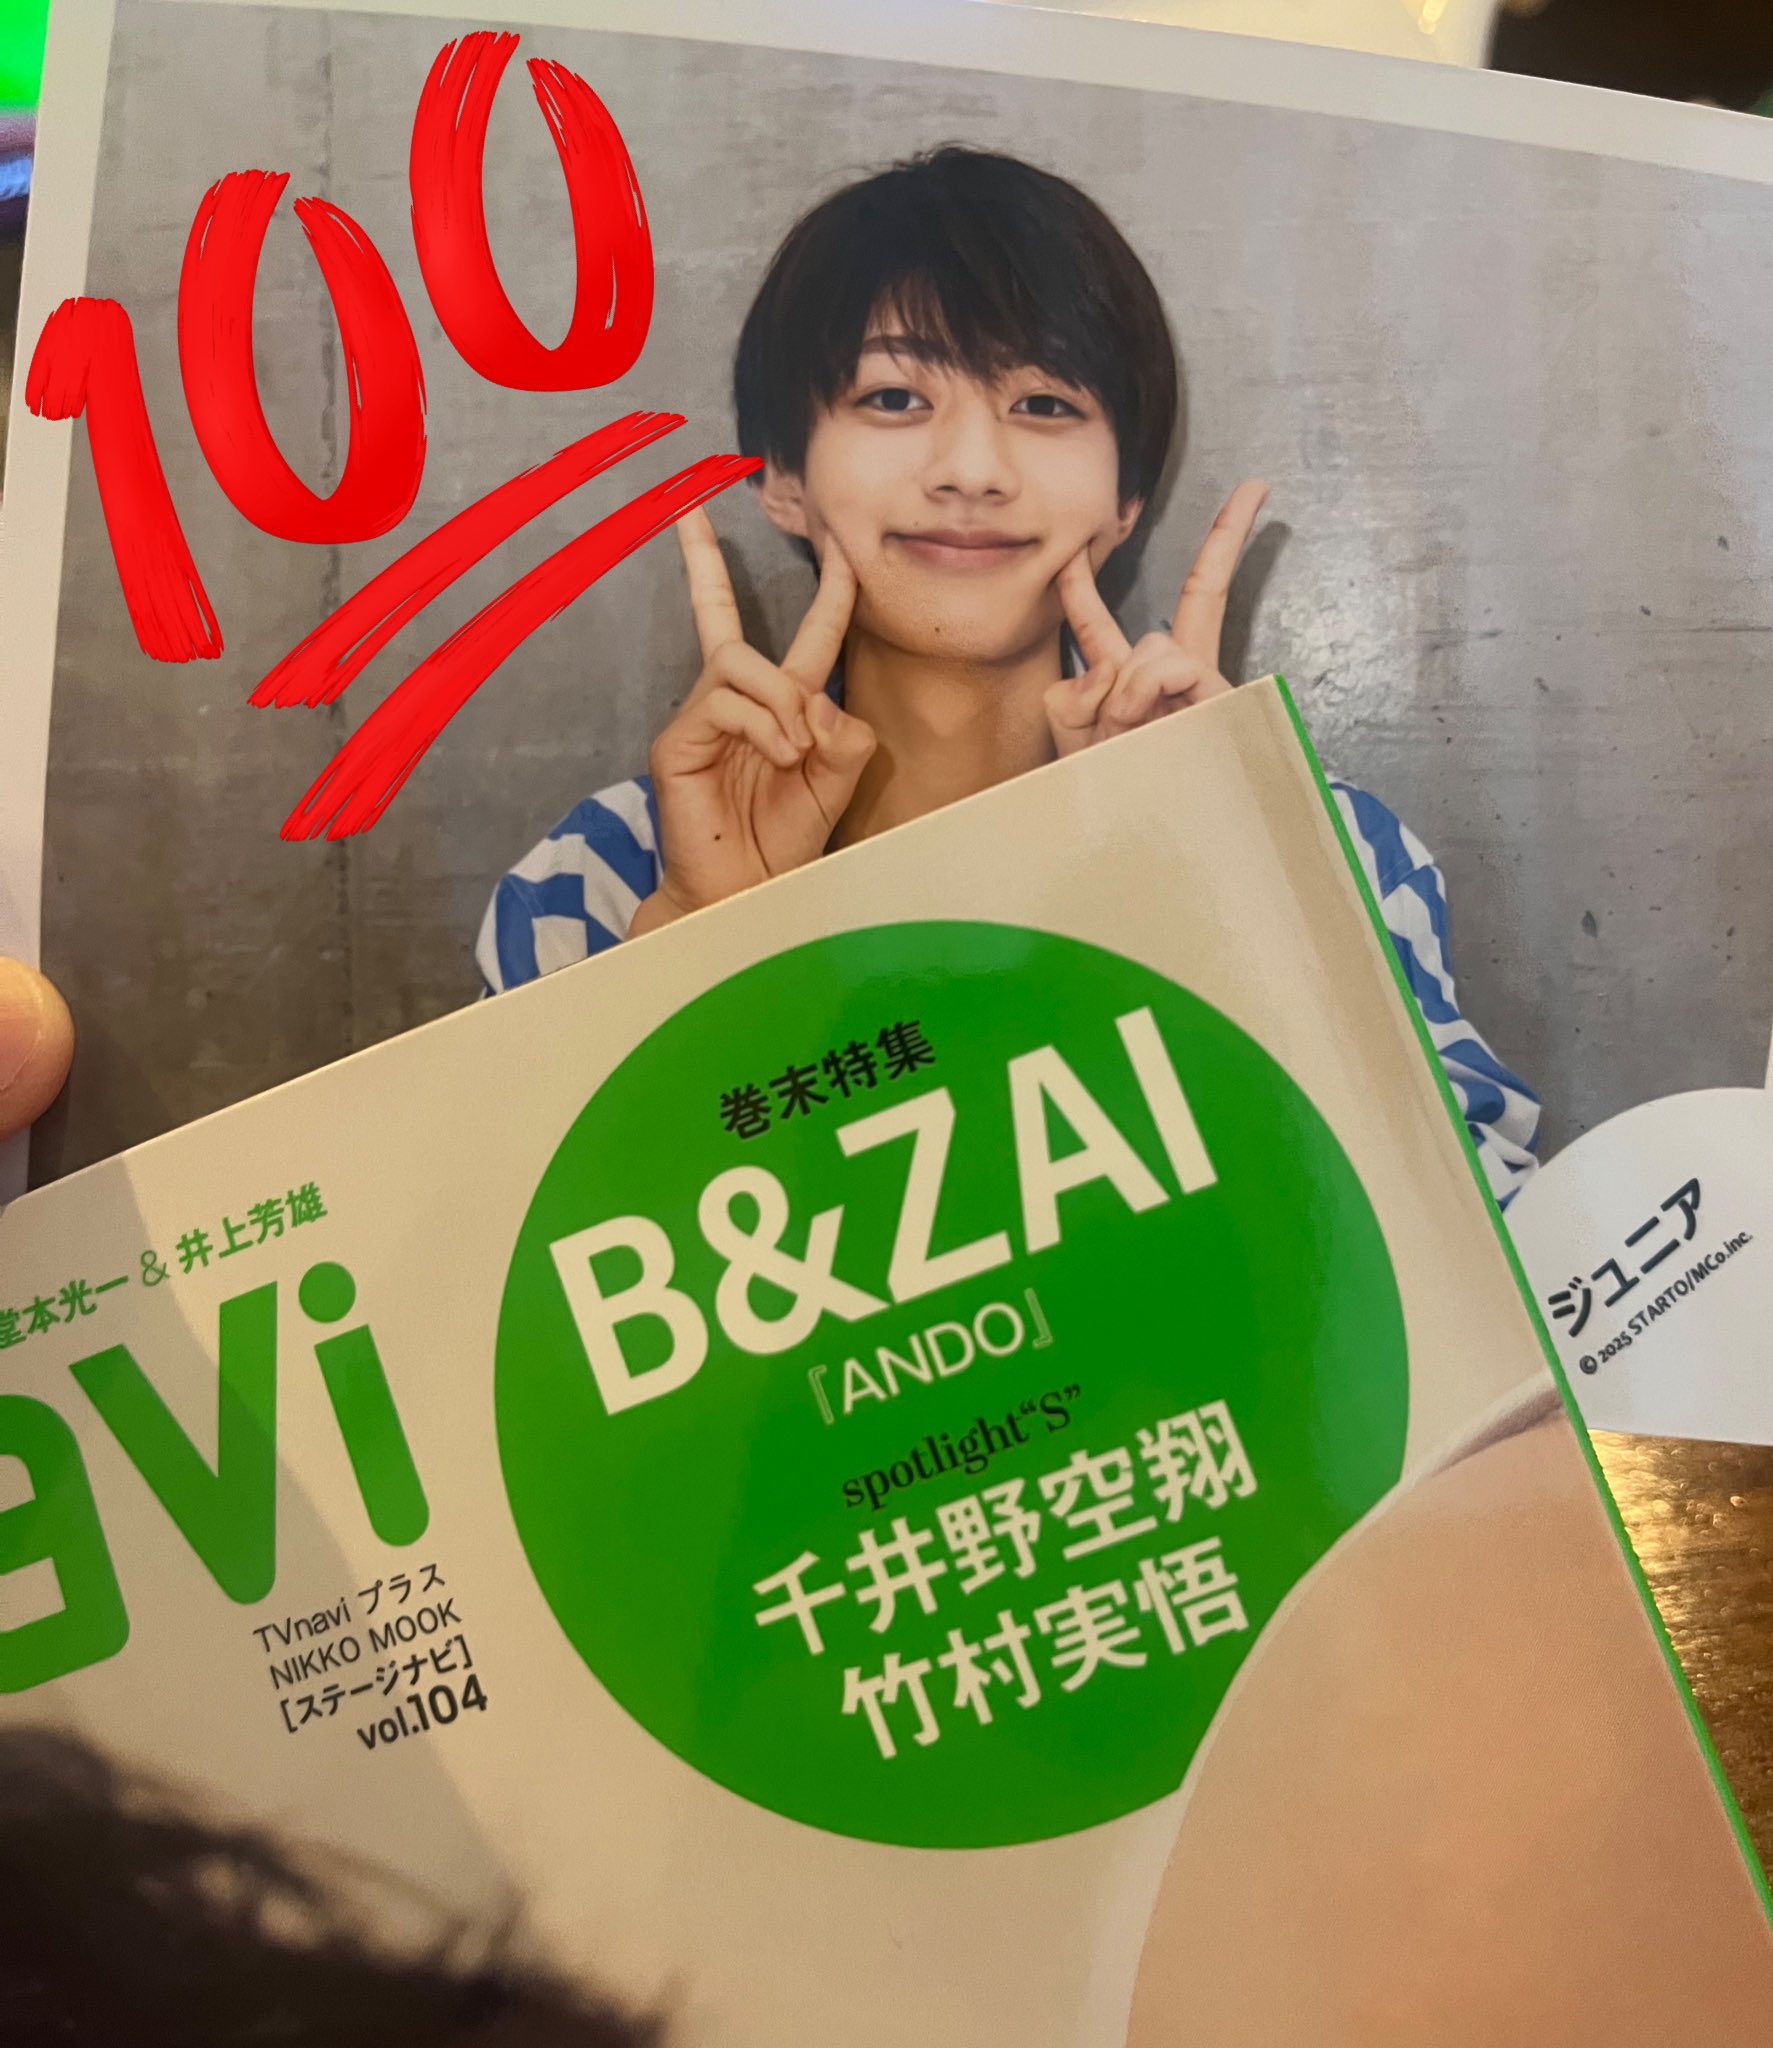 100
巻末特集
B&ZAI
『ANDO』
spotlight“S”
千井野空翔
竹村実悟
堂本光一 & 井上芳雄
avi
TVnavi プラス
NIKKO MOOK
[ステージナビ]
vol.104
ジュニア
© 2025 STARTO/MCo.inc.